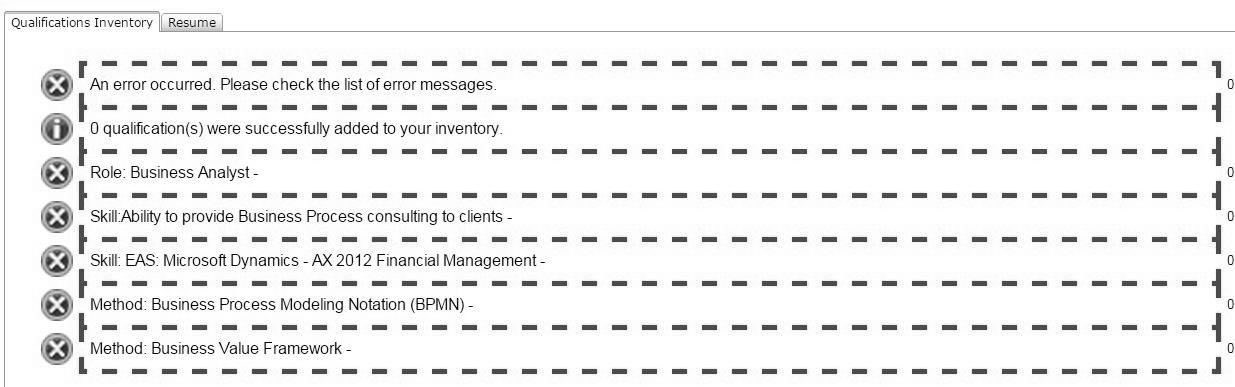 Qualifications Inventory Resume
An error occurred. Please check the list of error messages. 0
0 qualification(s) were successfully added to your inventory.
Role: Business Analyst - 0
Skill:Ability to provide Business Process consulting to clients - 0
Skill: EAS: Microsoft Dynamics - AX 2012 Financial Management - 0
Method: Business Process Modeling Notation (BPMN) - 0
Method: Business Value Framework - 0